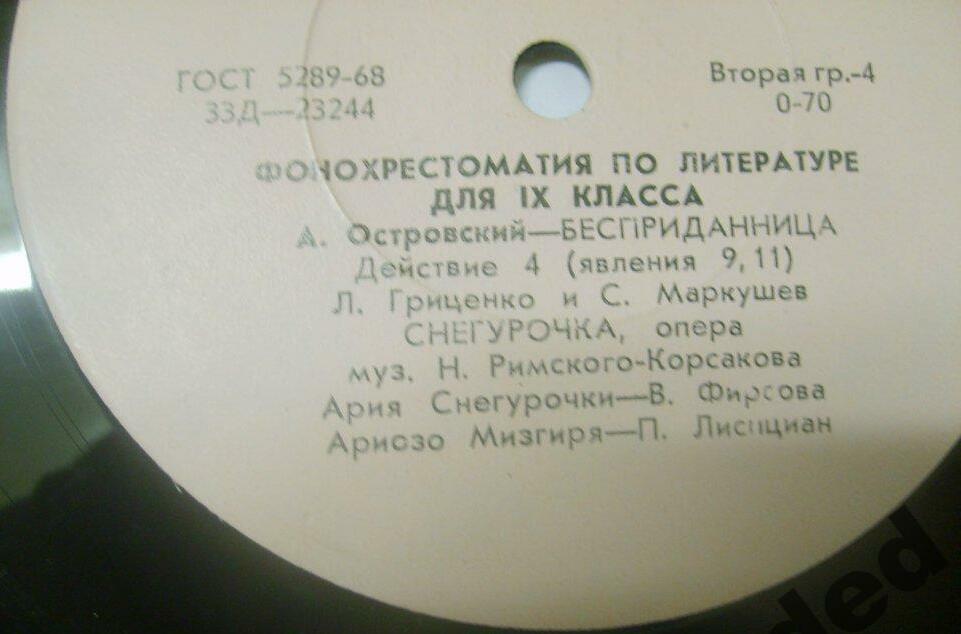 ГОСТ 5289-68
33Д—23244
Вторая гр.-4
0-70
ФОНОХРЕСТОМАТИЯ ПО ЛИТЕРАТУРЕ
ДЛЯ IX КЛАССА
А. Островский—БЕСПРИДАННИЦА
Действие 4 (явления 9, 11)
Л. Гриценко и С. Маркушев
СНЕГУРОЧКА, опера
муз. Н. Римского-Корсакова
Ария Снегурочки—В. Фирсова
Ариозо Мизгиря—П. Лисициан
ded